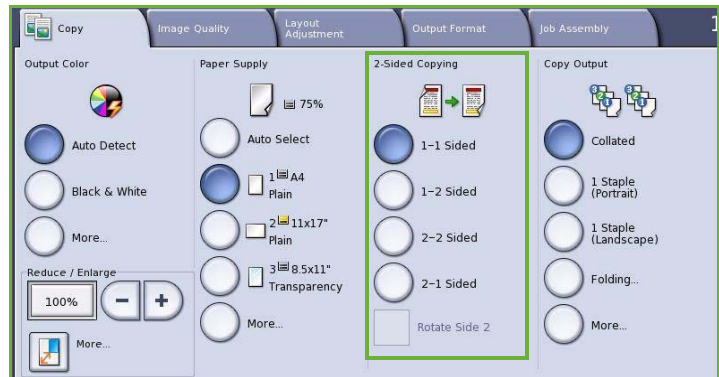 Copy
Image Quality
Layout
Adjustment
Output Format
Job Assembly
1
Output Color
Auto Detect
Black & White
More...
Reduce / Enlarge
100%
More...
Paper Supply
75%
Auto Select
1 A4
Plain
2 11x17"
Plain
3 8.5x11"
Transparency
More...
2-Sided Copying
1-1 Sided
1-2 Sided
2-2 Sided
2-1 Sided
Rotate Side 2
Copy Output
Collated
1 Staple
(Portrait)
1 Staple
(Landscape)
Folding...
More...